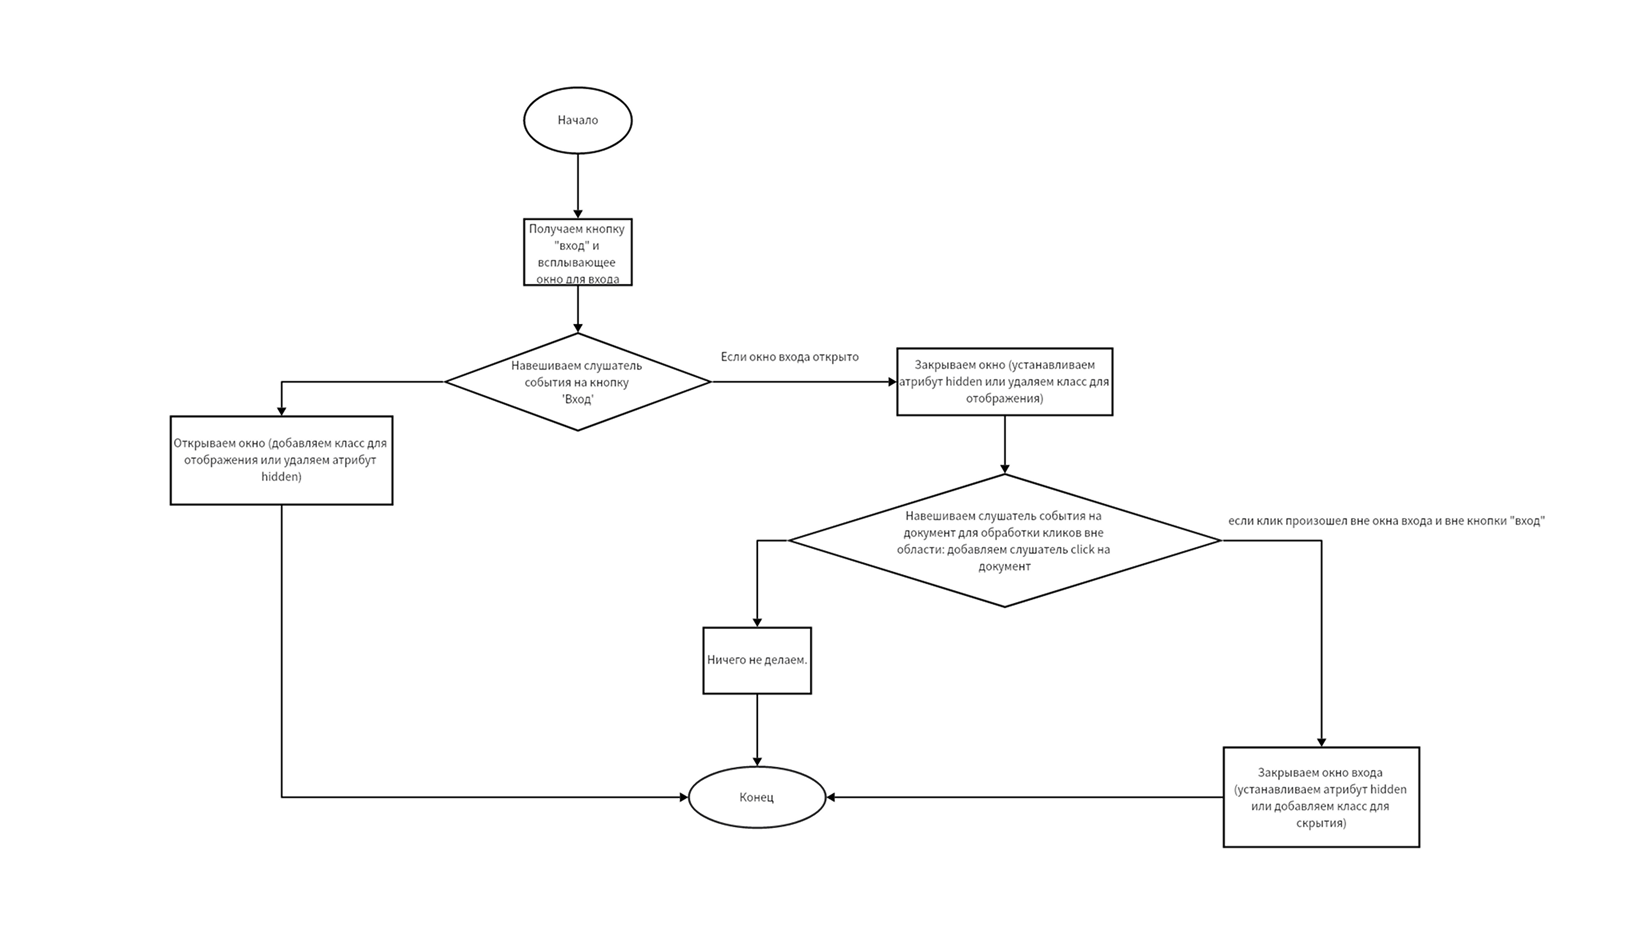 Начало
Получаем кнопку
"вход" и
всплывающее
окно для входа
Навешиваем слушатель
события на кнопку
'Вход'
Если окно входа открыто
Закрываем окно (устанавливаем
атрибут hidden или удаляем класс для
отображения)
Открываем окно (добавляем класс для
отображения или удаляем атрибут
hidden)
Навешиваем слушатель события на
документ для обработки кликов вне
области: добавляем слушатель click на
документ
если клик произошел вне окна входа и вне кнопки "вход"
Ничего не делаем.
Закрываем окно входа
(устанавливаем атрибут hidden
или добавляем класс для
скрытия)
Конец